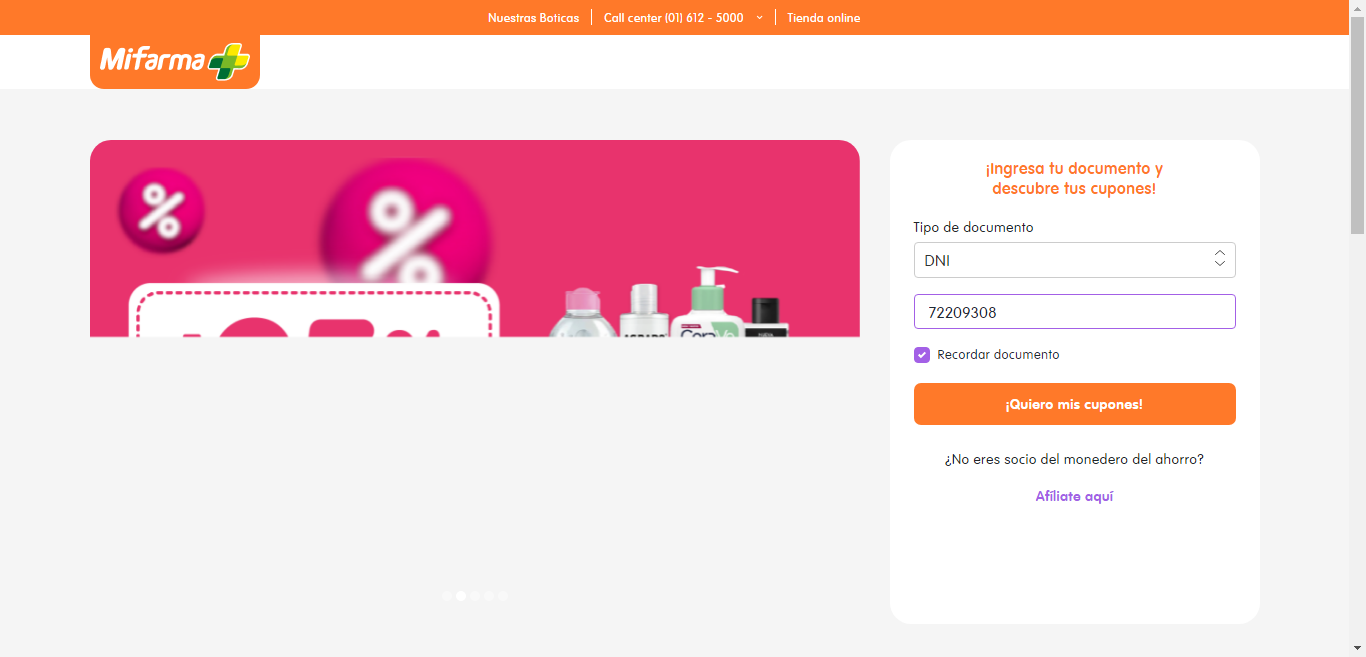 Nuestras Boticas
Call center (01) 612 - 5000
Tienda online
Mifarma
%
%
¡Ingresa tu documento y
descubre tus cupones!
Tipo de documento
DNI
72209308
Recordar documento
¡Quiero mis cupones!
¿No eres socio del monedero del ahorro?
Afíliate aquí